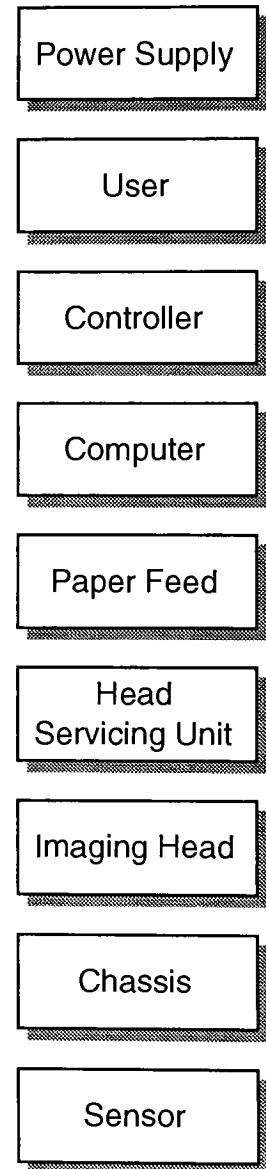 Power Supply
User
Controller
Computer
Paper Feed
Head
Servicing Unit
Imaging Head
Chassis
Sensor